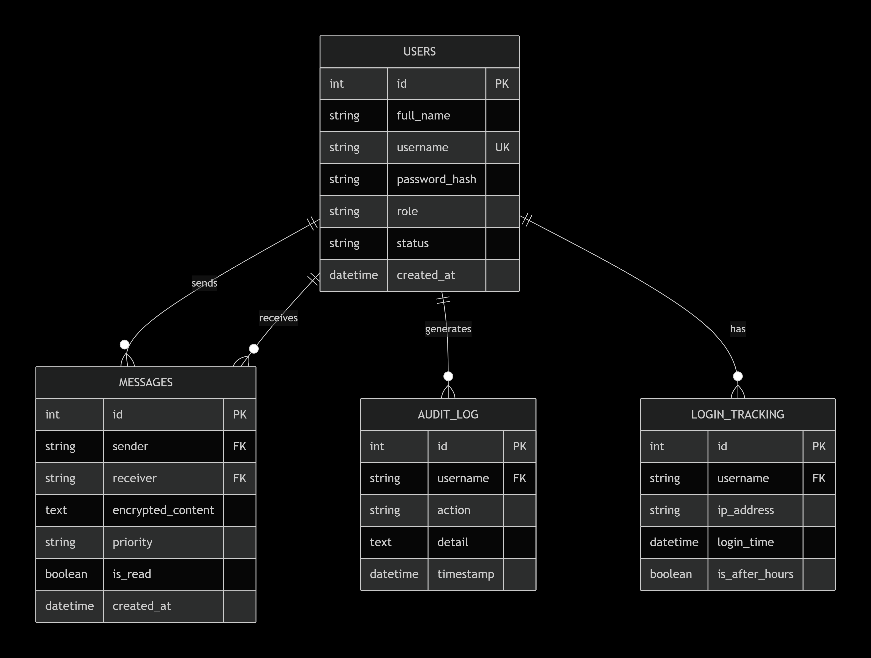 USERS
int id PK
string full_name
string username UK
string password_hash
string role
string status
datetime created_at
sends
receives
generates
has
MESSAGES
int id PK
string sender FK
string receiver FK
text encrypted_content
string priority
boolean is_read
datetime created_at
AUDIT_LOG
int id PK
string username FK
string action
text detail
datetime timestamp
LOGIN_TRACKING
int id PK
string username FK
string ip_address
datetime login_time
boolean is_after_hours